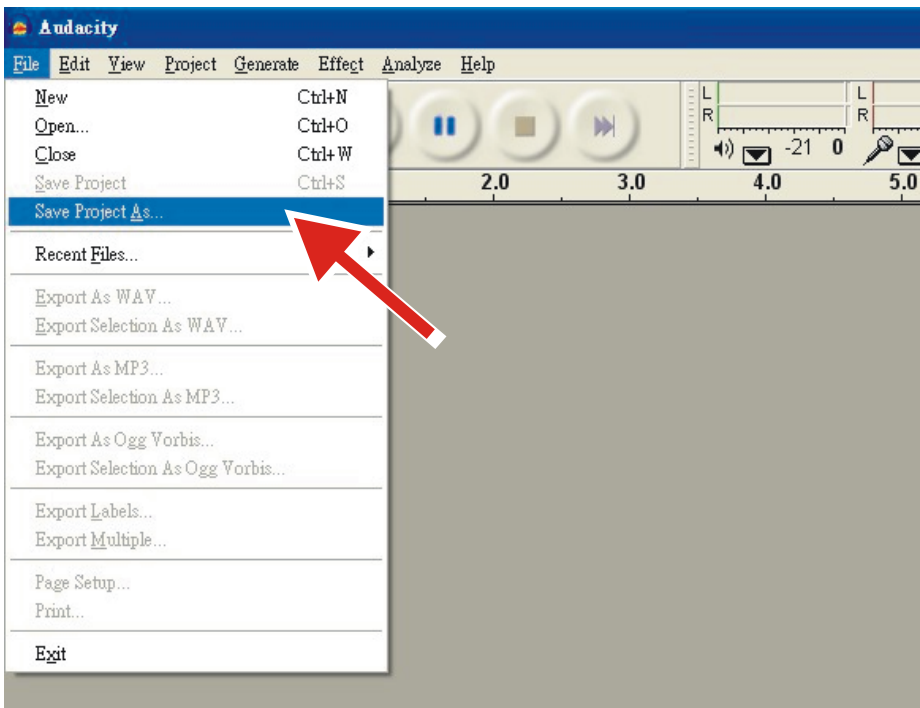 Audacity
File Edit View Project Generate Effect Analyze Help
New Ctrl+N
Open... Ctrl+O
Close Ctrl+W
Save Project Ctrl+S
Save Project As...
Recent Files...
Export As WAV...
Export Selection As WAV...
Export As MP3...
Export Selection As MP3...
Export As Ogg Vorbis...
Export Selection As Ogg Vorbis...
Export Labels...
Export Multiple...
Page Setup...
Print...
Exit
L
R
-21 0
L
R
2.0 3.0 4.0 5.0